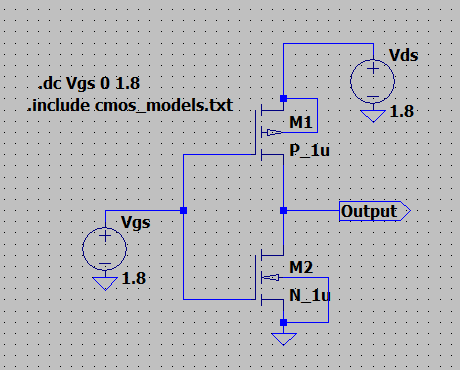 Vds
.dc Vgs 0 1.8
.include cmos_models.txt
1.8
M1
P_1u
Output
Vgs
1.8
M2
N_1u